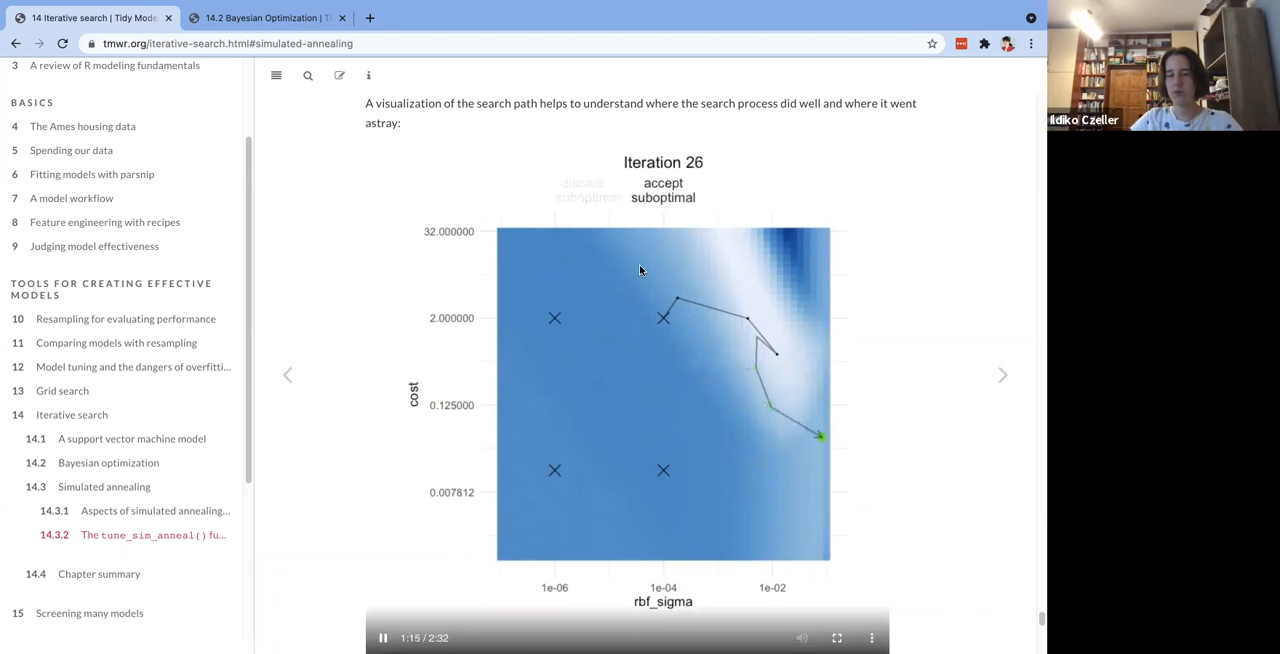 14 Iterative search | Tidy Mode
14.2 Bayesian Optimization | Ti
tmwr.org/iterative-search.html#simulated-annealing
3 A review of R modeling fundamentals
BASICS
4 The Ames housing data
5 Spending our data
6 Fitting models with parsnip
7 A model workflow
8 Feature engineering with recipes
9 Judging model effectiveness
TOOLS FOR CREATING EFFECTIVE
MODELS
10 Resampling for evaluating performance
11 Comparing models with resampling
12 Model tuning and the dangers of overfitti...
13 Grid search
14 Iterative search
14.1 A support vector machine model
14.2 Bayesian optimization
14.3 Simulated annealing
14.3.1 Aspects of simulated annealing...
14.3.2 The tune_sim_anneal() fu...
14.4 Chapter summary
15 Screening many models
A visualization of the search path helps to understand where the search process did well and where it went
astray:
Iteration 26
discard
suboptimal
accept
suboptimal
32.000000
2.000000
0.125000
0.007812
cost
1e-06
1e-04
1e-02
rbf_sigma
1:15 / 2:32
Ildiko Czeller